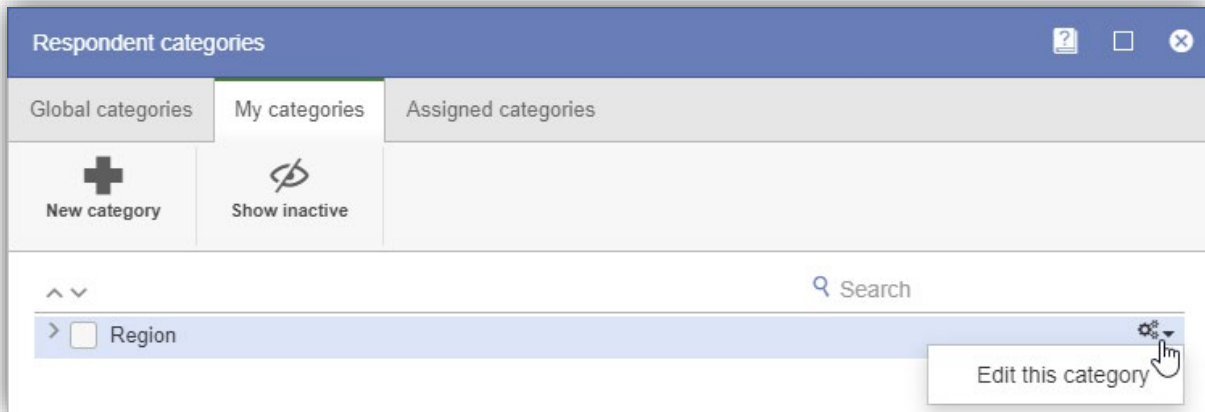 Respondent categories
Global categories
My categories
Assigned categories
New category
Show inactive
Search
Region
Edit this category